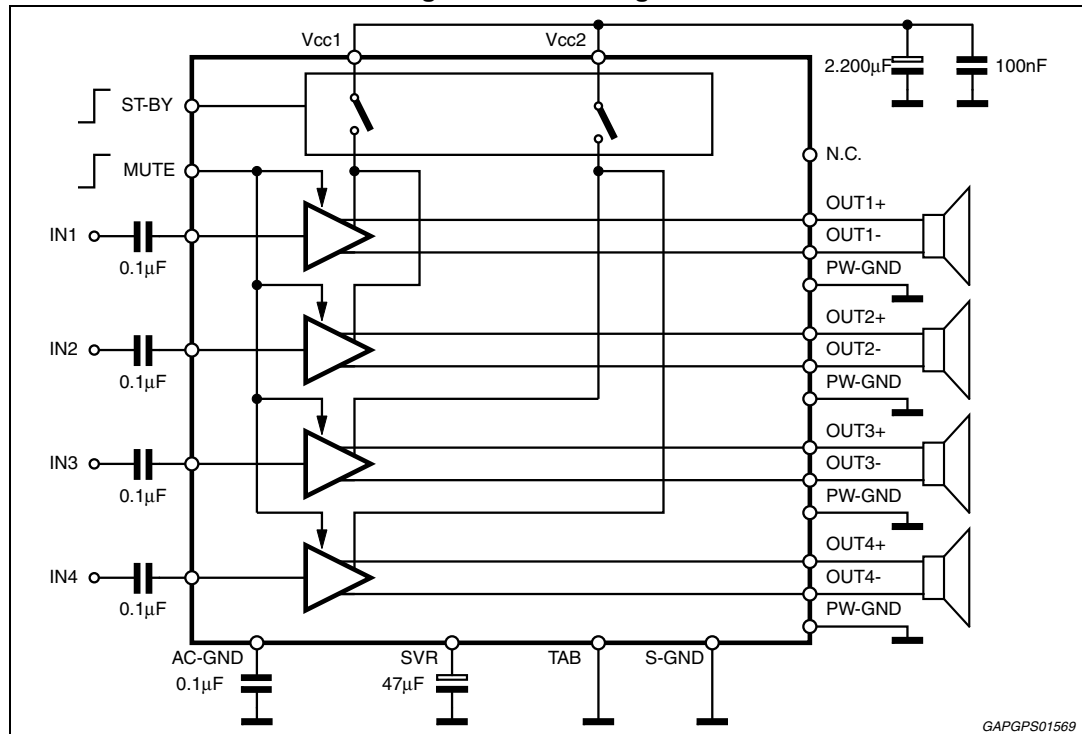 Vcc1
Vcc2
2.200µF
100nF
ST-BY
N.C.
MUTE
OUT1+
IN1
OUT1-
0.1µF
PW-GND
OUT2+
IN2
OUT2-
0.1µF
PW-GND
OUT3+
IN3
OUT3-
0.1µF
PW-GND
OUT4+
IN4
OUT4-
0.1µF
PW-GND
AC-GND
SVR
TAB
S-GND
0.1µF
47µF
GAPGPS01569